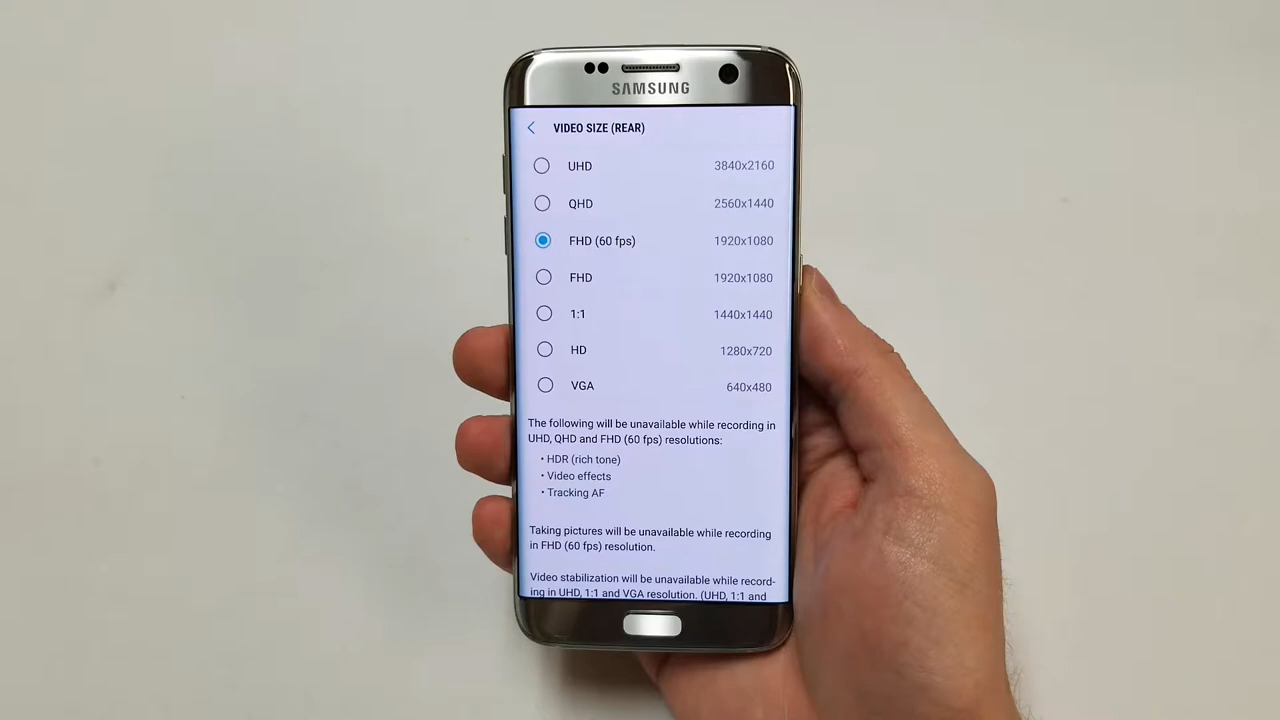 SAMSUNG
VIDEO SIZE (REAR)
UHD 3840x2160
QHD 2560x1440
FHD (60 fps) 1920x1080
FHD 1920x1080
1:1 1440x1440
HD 1280x720
VGA 640x480
The following will be unavailable while recording in
UHD, QHD and FHD (60 fps) resolutions:
• HDR (rich tone)
• Video effects
• Tracking AF
Taking pictures will be unavailable while recording
in FHD (60 fps) resolution.
Video stabilization will be unavailable while record-
ing in UHD, 1:1 and VGA resolution. (UHD, 1:1 and